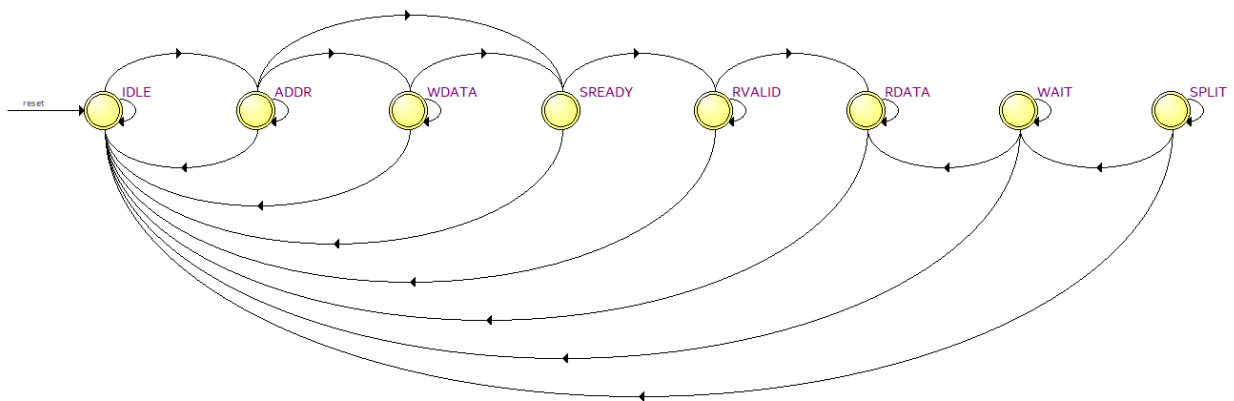 reset
IDLE
ADDR
WDATA
SREADY
RVALID
RDATA
WAIT
SPLIT